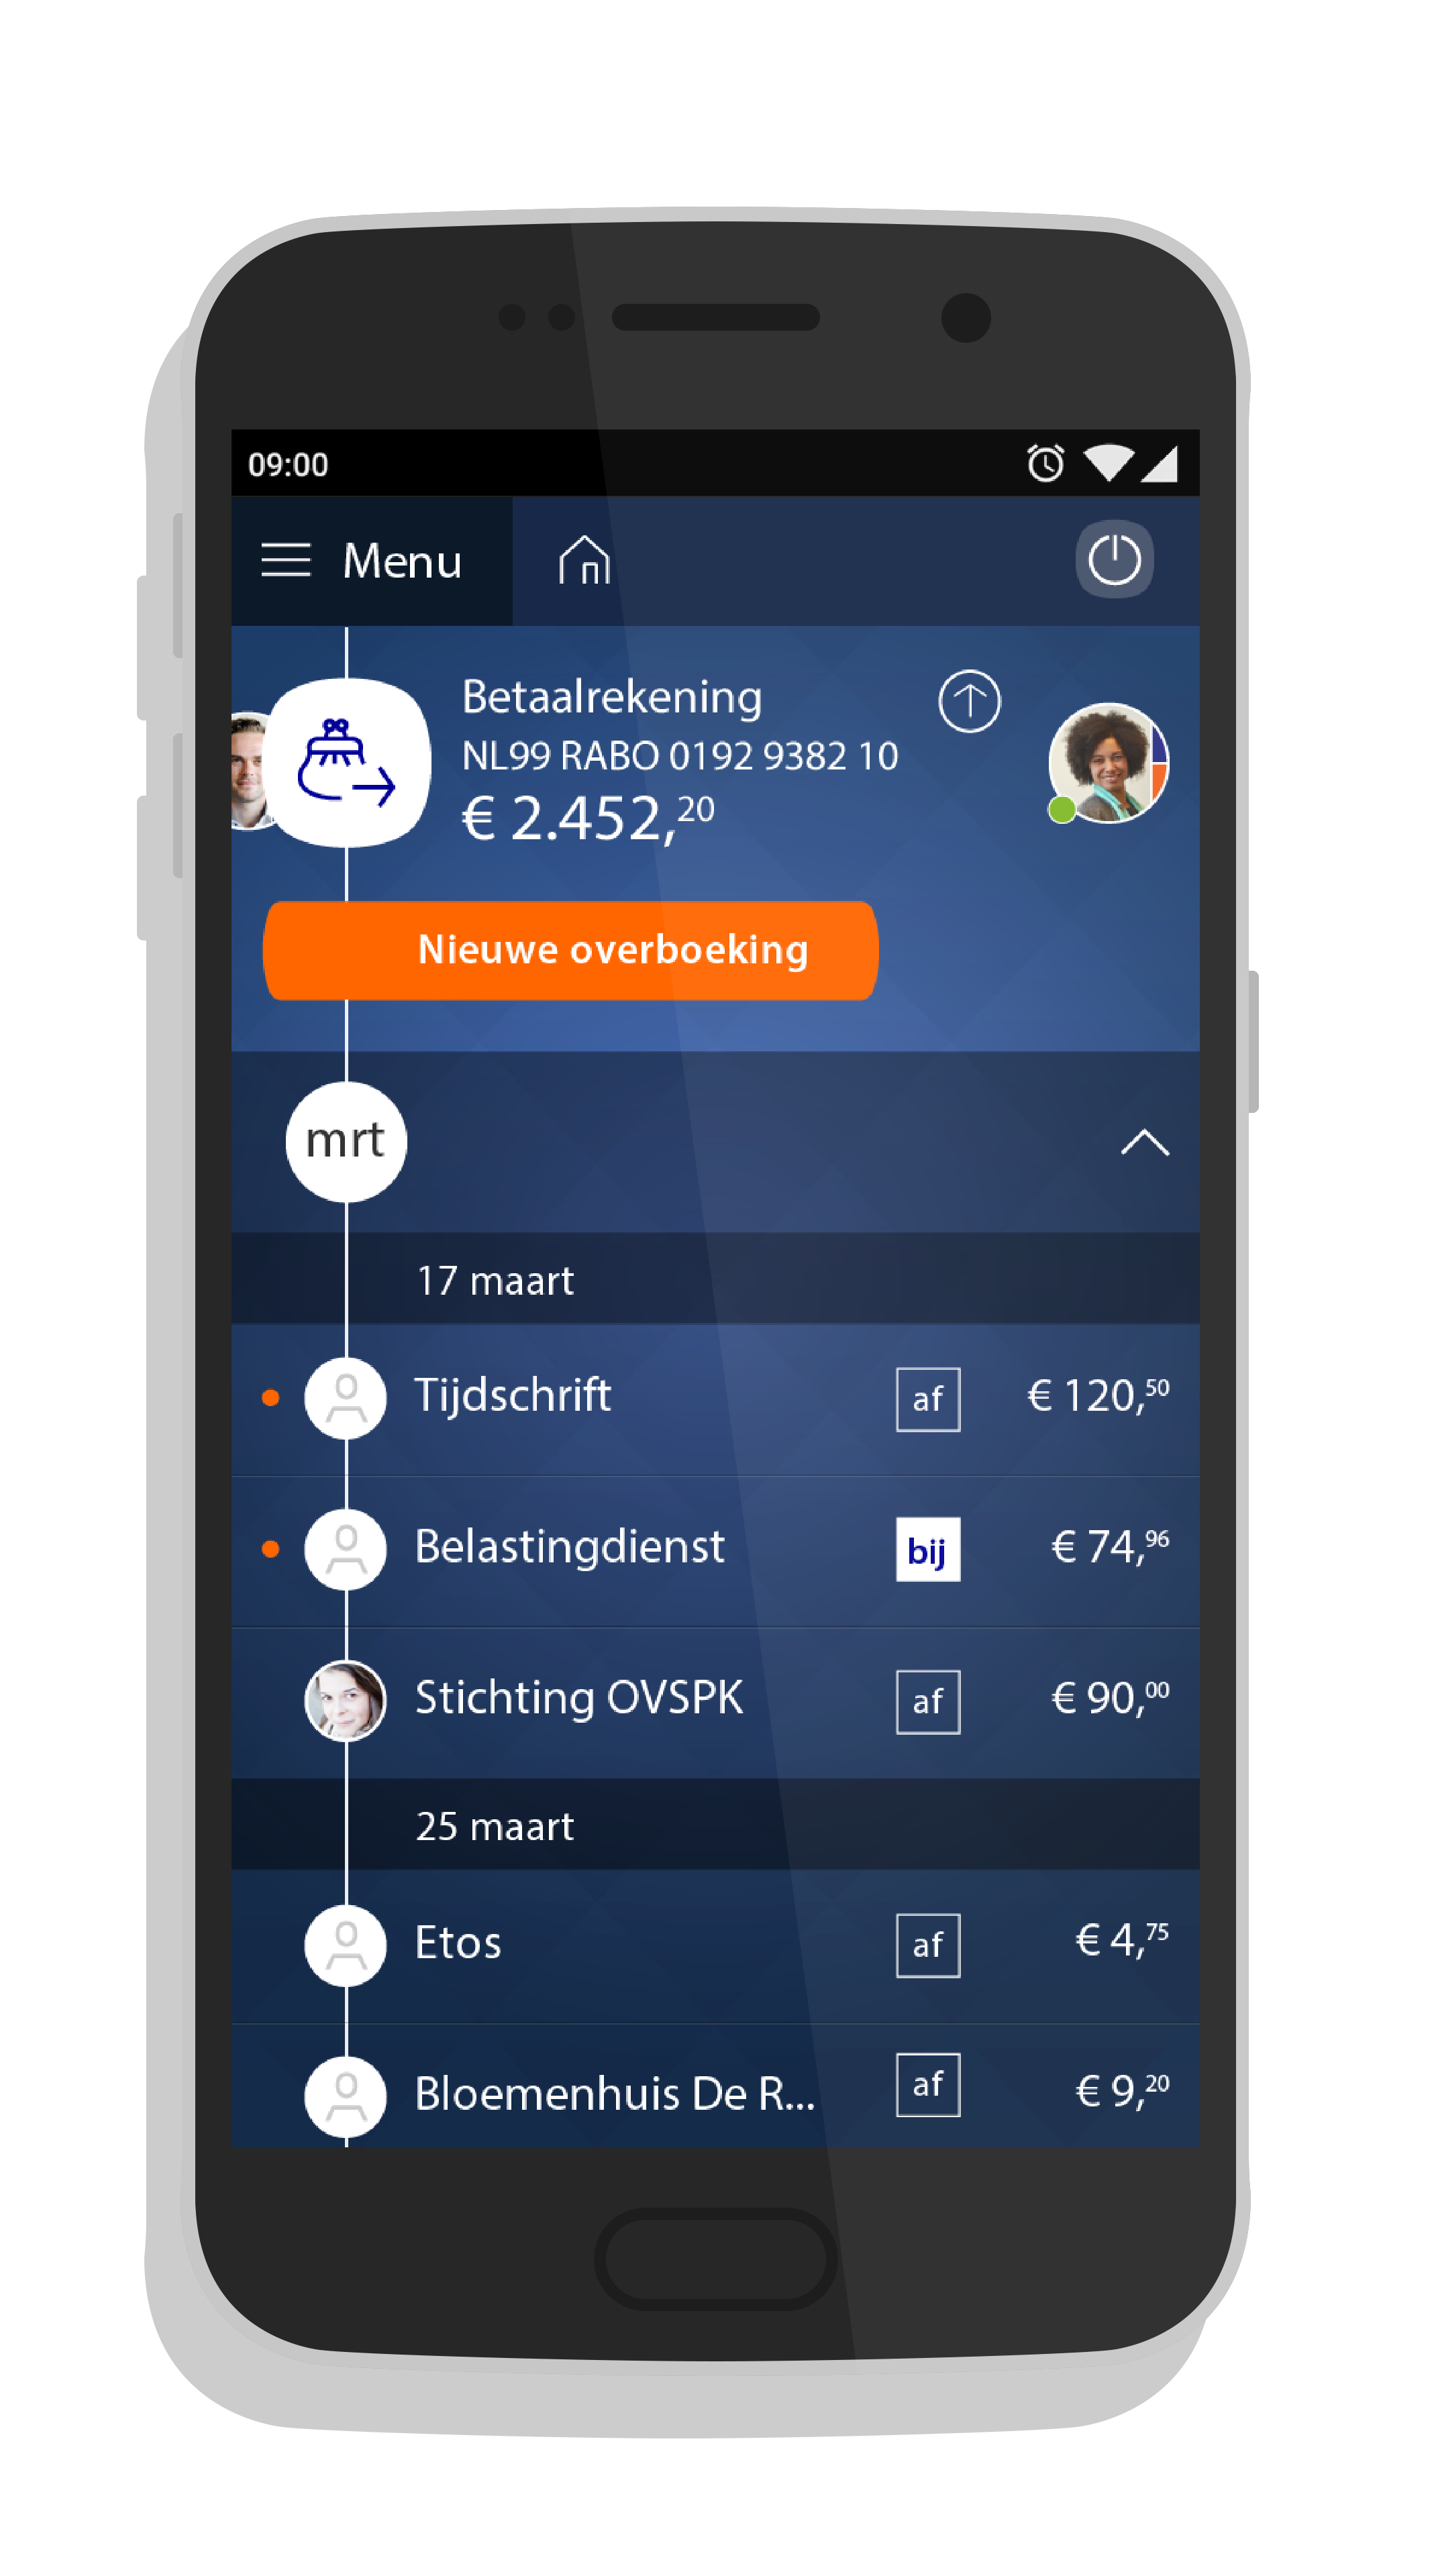 09:00
Menu
Betaalrekening
NL99 RABO 0192 9382 10
€ 2.452,20
Nieuwe overboeking
mrt
17 maart
Tijdschrift af € 120,50
Belastingdienst bij € 74,96
Stichting OVSPK af € 90,00
25 maart
Etos af € 4,75
Bloemenhuis De R... af € 9,20